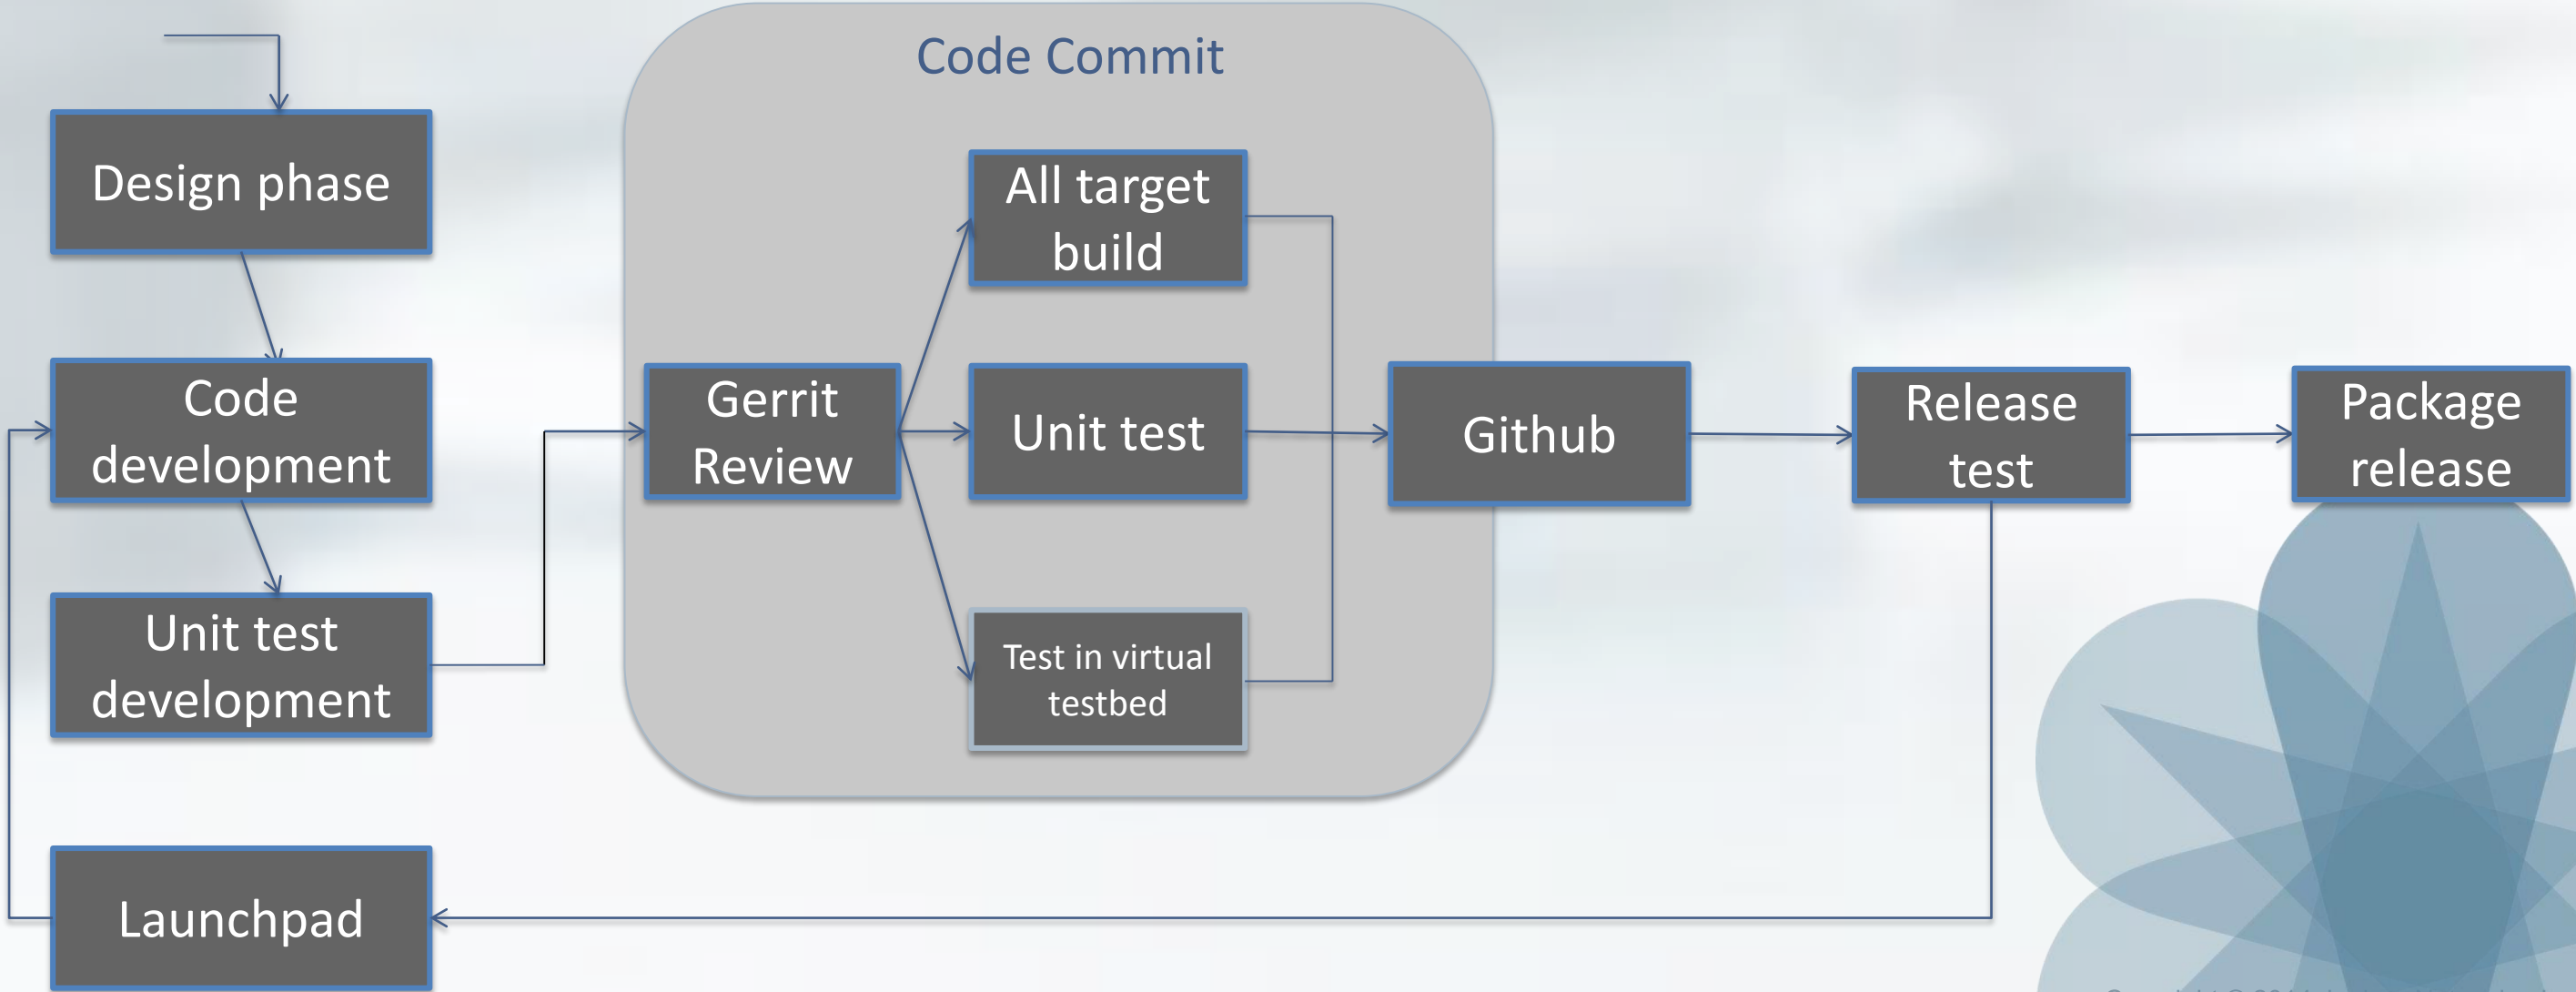 Code Commit
Design phase
All target
build
Code
development
Gerrit
Review
Unit test
Github
Release
test
Package
release
Unit test
development
Test in virtual
testbed
Launchpad